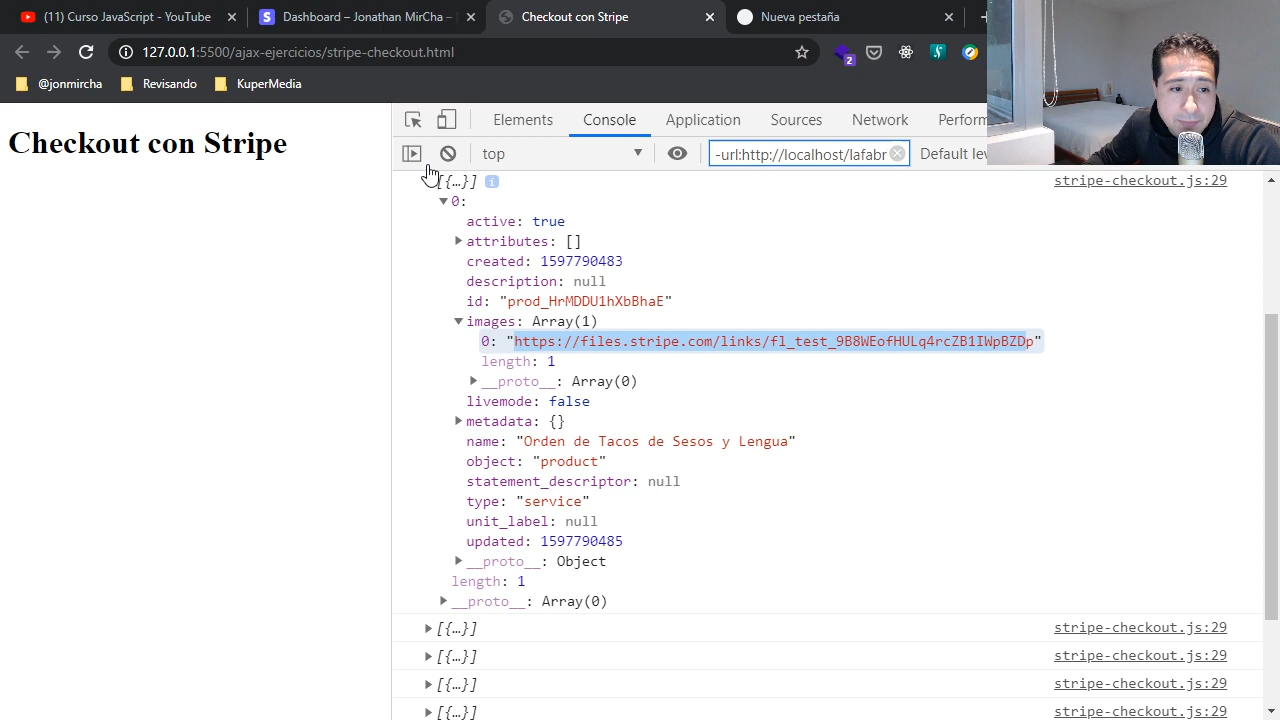 (11) Curso JavaScript - YouTube
Dashboard – Jonathan MirCha –
Checkout con Stripe
Nueva pestaña
127.0.0.1:5500/ajax-ejercicios/stripe-checkout.html
2
@jonmircha
Revisando
KuperMedia
Checkout con Stripe
Elements
Console
Application
Sources
Network
Perform
top
-url:http://localhost/lafabr
Default lev
[{…}] i
stripe-checkout.js:29
0:
active: true
attributes: []
created: 1597790483
description: null
id: "prod_HrMDDU1hXbBhaE"
images: Array(1)
0: "https://files.stripe.com/links/fl_test_9B8WEofHULq4rcZB1IWpBZDp"
length: 1
__proto__: Array(0)
livemode: false
metadata: {}
name: "Orden de Tacos de Sesos y Lengua"
object: "product"
statement_descriptor: null
type: "service"
unit_label: null
updated: 1597790485
__proto__: Object
length: 1
__proto__: Array(0)
[{…}]
stripe-checkout.js:29
[{…}]
stripe-checkout.js:29
[{…}]
stripe-checkout.js:29
[{…}]
stripe-checkout.js:29